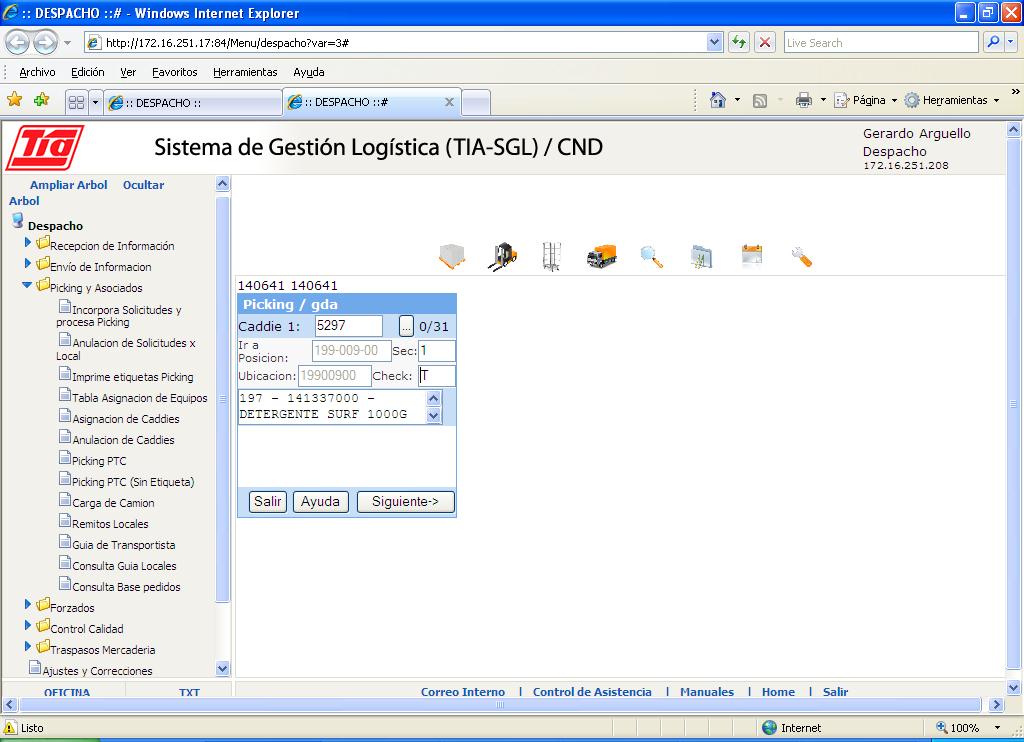 :: DESPACHO ::# - Windows Internet Explorer
http://172.16.251.17:84/Menu/despacho?var=3#
Live Search
Archivo Edición Ver Favoritos Herramientas Ayuda
:: DESPACHO ::
:: DESPACHO ::#
Página
Herramientas
Tia
Sistema de Gestión Logística (TIA-SGL) / CND
Gerardo Arguello
Despacho
172.16.251.208
Ampliar Arbol Ocultar
Arbol
Despacho
Recepcion de Información
Envío de Informacion
Picking y Asociados
Incorpora Solicitudes y
procesa Picking
Anulacion de Solicitudes x
Local
Imprime etiquetas Picking
Tabla Asignacion de Equipos
Asignacion de Caddies
Anulacion de Caddies
Picking PTC
Picking PTC (Sin Etiqueta)
Carga de Camion
Remitos Locales
Guia de Transportista
Consulta Guia Locales
Consulta Base pedidos
Forzados
Control Calidad
Traspasos Mercaderia
Ajustes y Correcciones
OFICINA TXT
140641 140641
Picking / gda
Caddie 1: 5297 ... 0/31
Ir a
Posicion: 199-009-00 Sec: 1
Ubicacion: 19900900 Check: T
197 - 141337000 -
DETERGENTE SURF 1000G
Salir Ayuda Siguiente->
Correo Interno | Control de Asistencia | Manuales | Home | Salir
Listo
Internet
100%